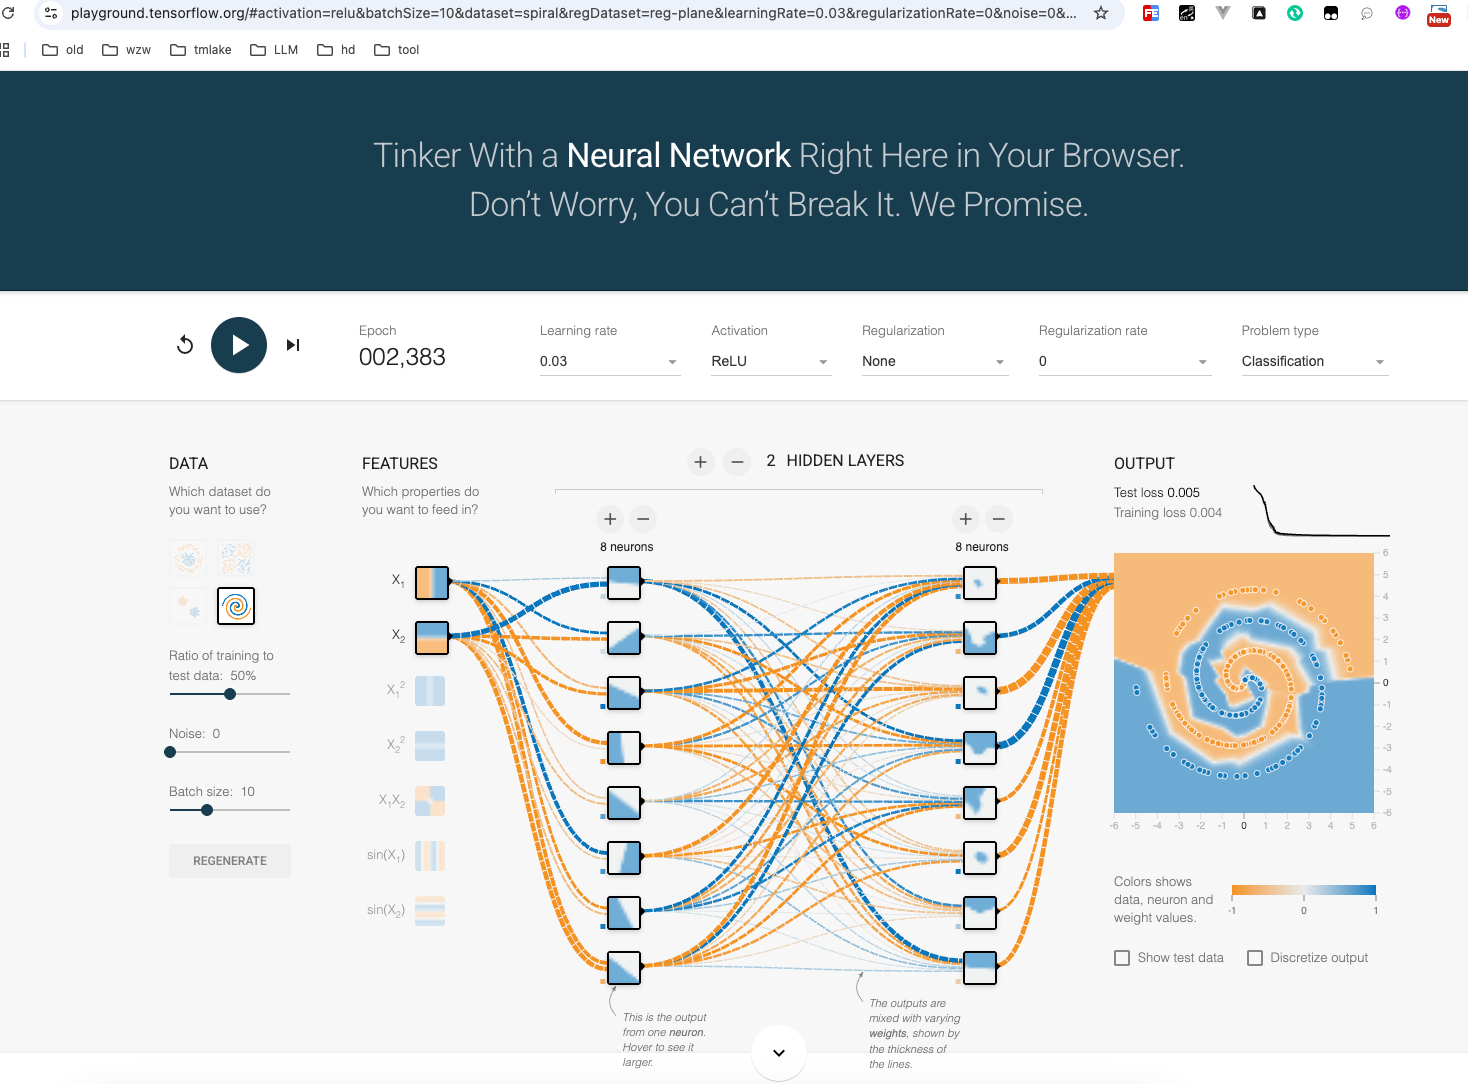 playground.tensorflow.org/#activation=relu&batchSize=10&dataset=spiral&regDataset=reg-plane&learningRate=0.03&regularizationRate=0&noise=0&...
New
old
wzw
tmlake
LLM
hd
tool
Tinker With a Neural Network Right Here in Your Browser.
Don't Worry, You Can't Break It. We Promise.
Epoch
002,383
Learning rate
0.03
Activation
ReLU
Regularization
None
Regularization rate
0
Problem type
Classification
DATA
Which dataset do
you want to use?
Ratio of training to
test data: 50%
Noise: 0
Batch size: 10
REGENERATE
FEATURES
Which properties do
you want to feed in?
X1
X2
X1²
X2²
X1X2
sin(X1)
sin(X2)
+ − 2 HIDDEN LAYERS
+ −
8 neurons
+ −
8 neurons
This is the output
from one neuron.
Hover to see it
larger.
The outputs are
mixed with varying
weights, shown by
the thickness of
the lines.
OUTPUT
Test loss 0.005
Training loss 0.004
6
5
4
3
2
1
0
-1
-2
-3
-4
-5
-6
-6 -5 -4 -3 -2 -1 0 1 2 3 4 5 6
Colors shows
data, neuron and
weight values.
-1 0 1
Show test data
Discretize output